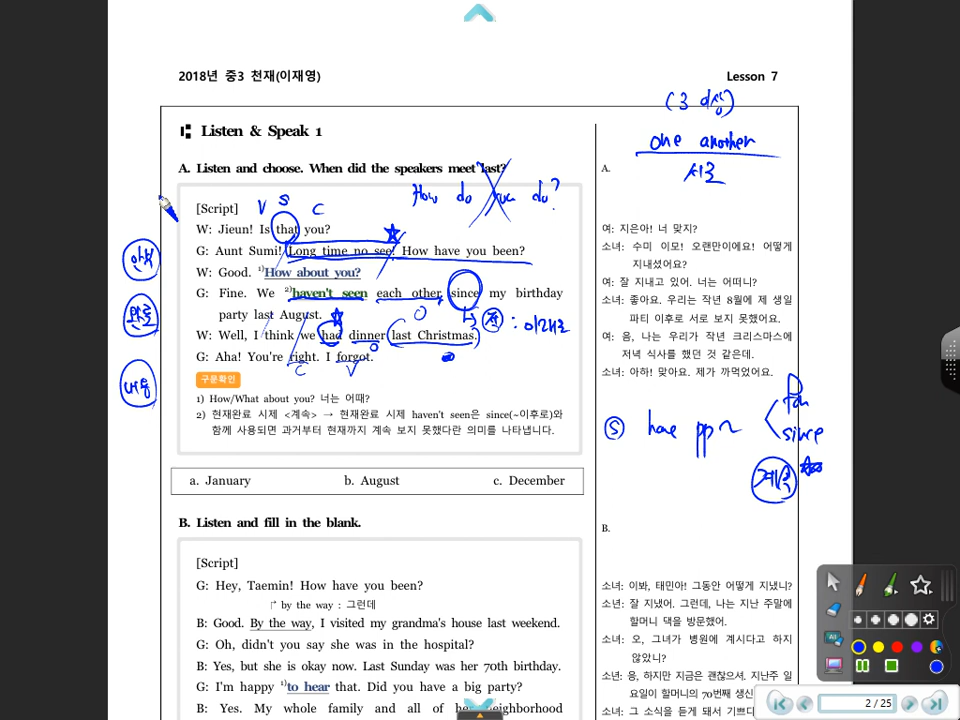 2018년 중3 천재(이재영)
Lesson 7
(3 이상)
one another
서로
Listen & Speak 1
A. Listen and choose. When did the speakers meet last?
A.
How do you do?
[Script]
V S C
W: Jieun! Is that you?
G: Aunt Sumi! Long time no see! How have you been?
W: Good. 1)How about you?
G: Fine. We 2)haven't seen each other since my birthday
party last August.
W: Well, I think we had dinner last Christmas.
G: Aha! You're right. I forgot.
인사
완료
내용
O
접 : 이래로
O
C V
구문확인
1) How/What about you? 너는 어때?
2) 현재완료 시제 <계속> → 현재완료 시제 haven't seen은 since(~이후로)와
함께 사용되면 과거부터 현재까지 계속 보지 못했다란 의미를 나타냅니다.
여: 지은아! 너 맞지?
소녀: 수미 이모! 오랜만이에요! 어떻게
지내셨어요?
여: 잘 지내고 있어. 너는 어떠니?
소녀: 좋아요. 우리는 작년 8월에 제 생일
파티 이후로 서로 보지 못했어요.
여: 음, 나는 우리가 작년 크리스마스에
저녁 식사를 했던 것 같은데.
소녀: 아하! 맞아요. 제가 까먹었어요.
S have pp ~
for
since
계속
a. January b. August c. December
B. Listen and fill in the blank.
B.
[Script]
G: Hey, Taemin! How have you been?
by the way : 그런데
B: Good. By the way, I visited my grandma's house last weekend.
G: Oh, didn't you say she was in the hospital?
B: Yes, but she is okay now. Last Sunday was her 70th birthday.
G: I'm happy 1)to hear that. Did you have a big party?
B: Yes. My whole family and all of her neighborhood
소녀: 이봐, 태민아! 그동안 어떻게 지냈니?
소년: 잘 지냈어. 그런데, 나는 지난 주말에
할머니 댁을 방문했어.
소녀: 오, 그녀가 병원에 계시다고 하지
않았니?
소년: 응, 하지만 지금은 괜찮으셔. 지난주 일
요일이 할머니의 70번째 생신
소녀: 그 소식을 듣게 돼서 기쁘다
2 / 25